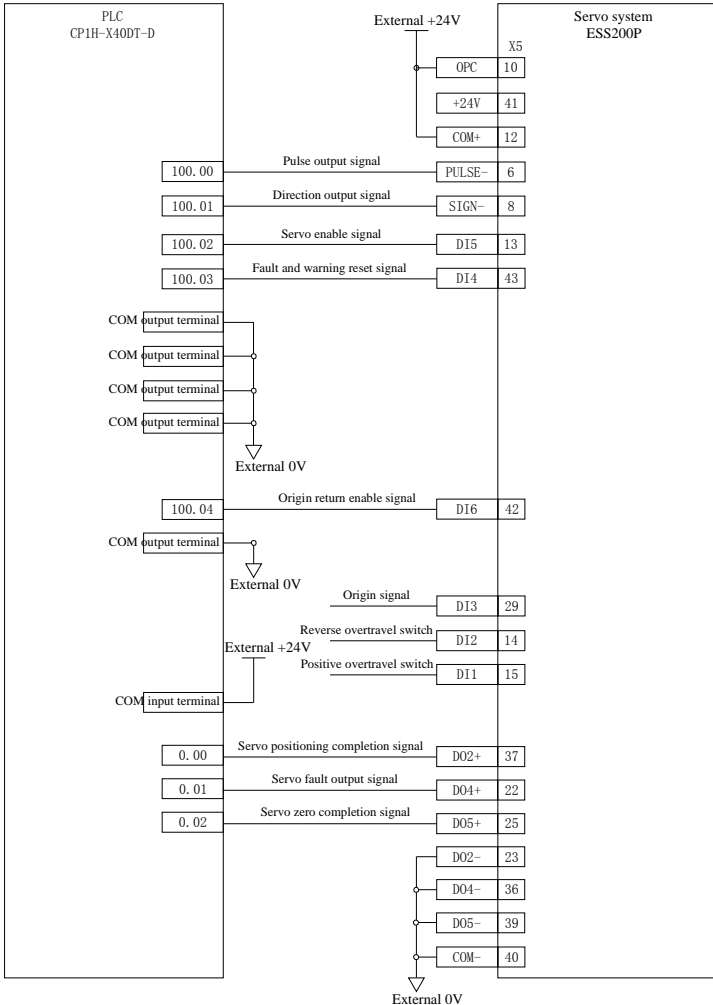 PLC
CP1H-X40DT-D
External +24V
Servo system
ESS200P
X5
OPC 10
+24V 41
COM+ 12
100.00 Pulse output signal PULSE- 6
100.01 Direction output signal SIGN- 8
100.02 Servo enable signal DI5 13
100.03 Fault and warning reset signal DI4 43
COM output terminal
COM output terminal
COM output terminal
COM output terminal
External 0V
100.04 Origin return enable signal DI6 42
COM output terminal
External 0V
Origin signal DI3 29
Reverse overtravel switch DI2 14
External +24V
Positive overtravel switch DI1 15
COM input terminal
0.00 Servo positioning completion signal DO2+ 37
0.01 Servo fault output signal DO4+ 22
0.02 Servo zero completion signal DO5+ 25
DO2- 23
DO4- 36
DO5- 39
COM- 40
External 0V